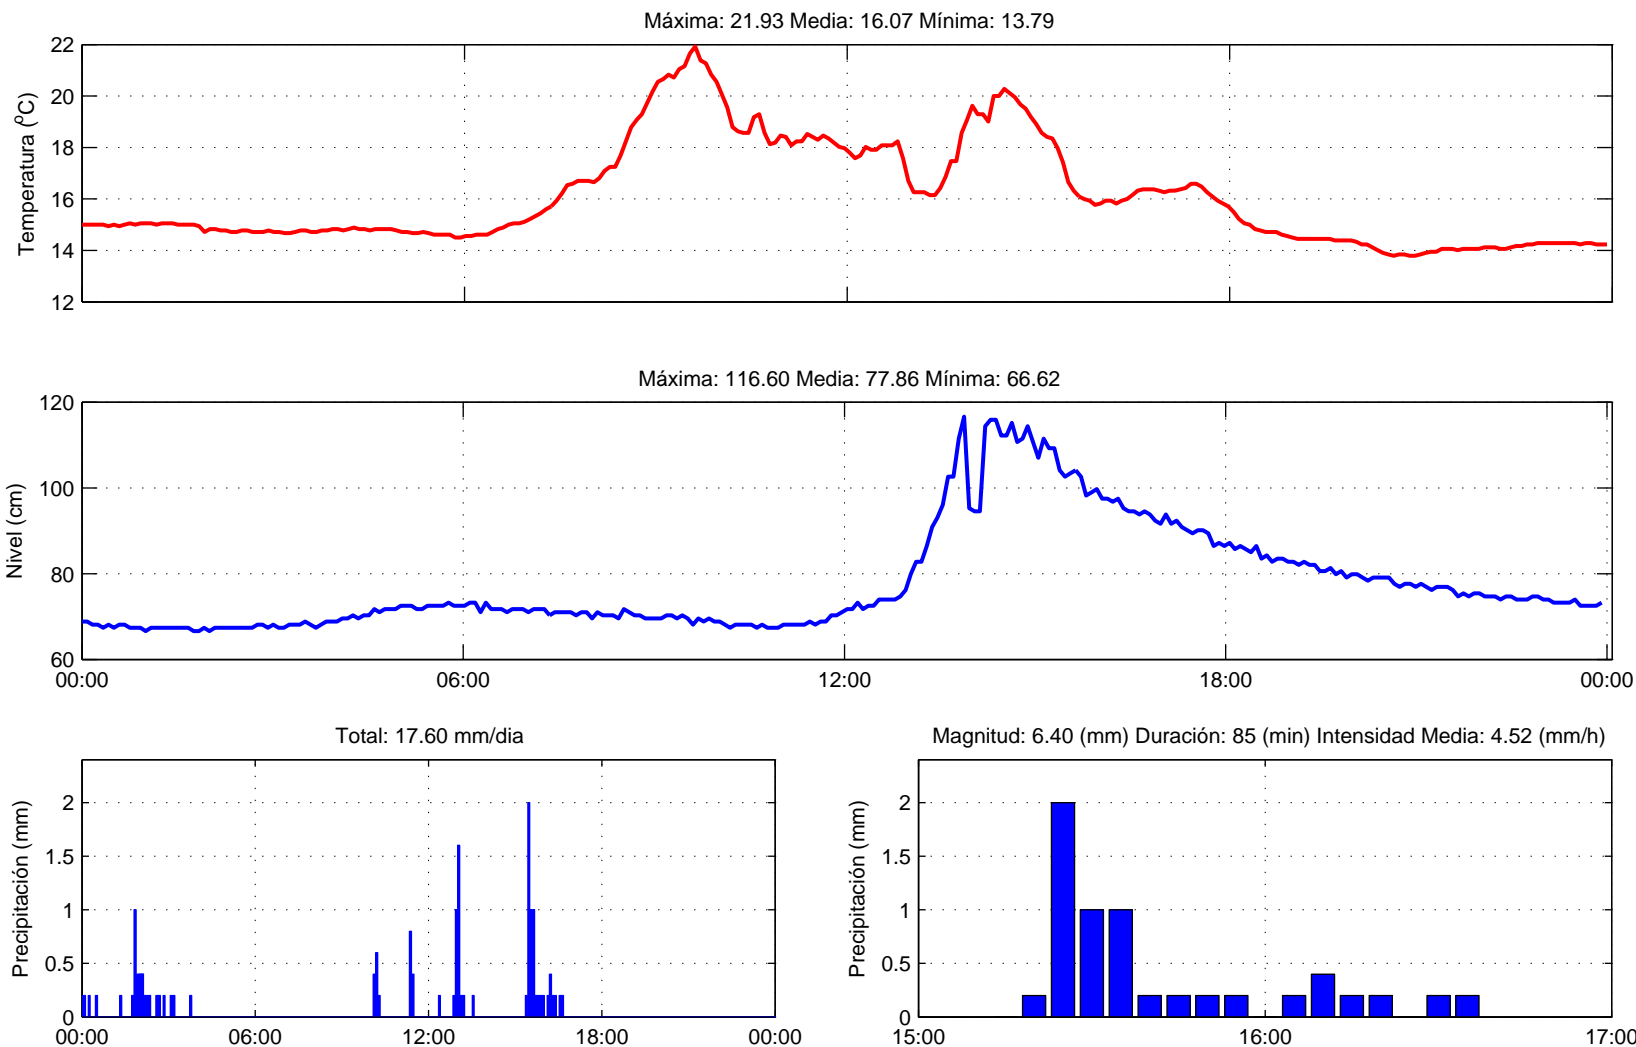 Máxima: 21.93 Media: 16.07 Mínima: 13.79
Temperatura (ºC)
22
20
18
16
14
12
Máxima: 116.60 Media: 77.86 Mínima: 66.62
Nivel (cm)
120
100
80
60
00:00 06:00 12:00 18:00 00:00
Total: 17.60 mm/dia
Precipitación (mm)
2
1.5
1
0.5
0
00:00 06:00 12:00 18:00 00:00
Magnitud: 6.40 (mm) Duración: 85 (min) Intensidad Media: 4.52 (mm/h)
Precipitación (mm)
2
1.5
1
0.5
0
15:00 16:00 17:00